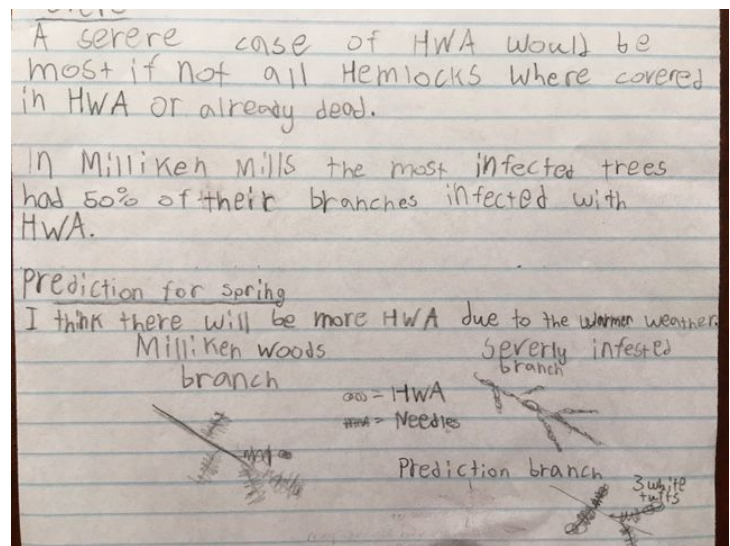 A serere case of HWA would be
most if not all Hemlocks where covered
in HWA or already dead.
In Milliken Mills the most infected trees
had 50% of their branches infected with
HWA.
Prediction for spring
I think there will be more HWA due to the warmer weather.
Milliken woods
branch
= HWA
= Needles
Severly infested
branch
Prediction branch
3 white
tufts